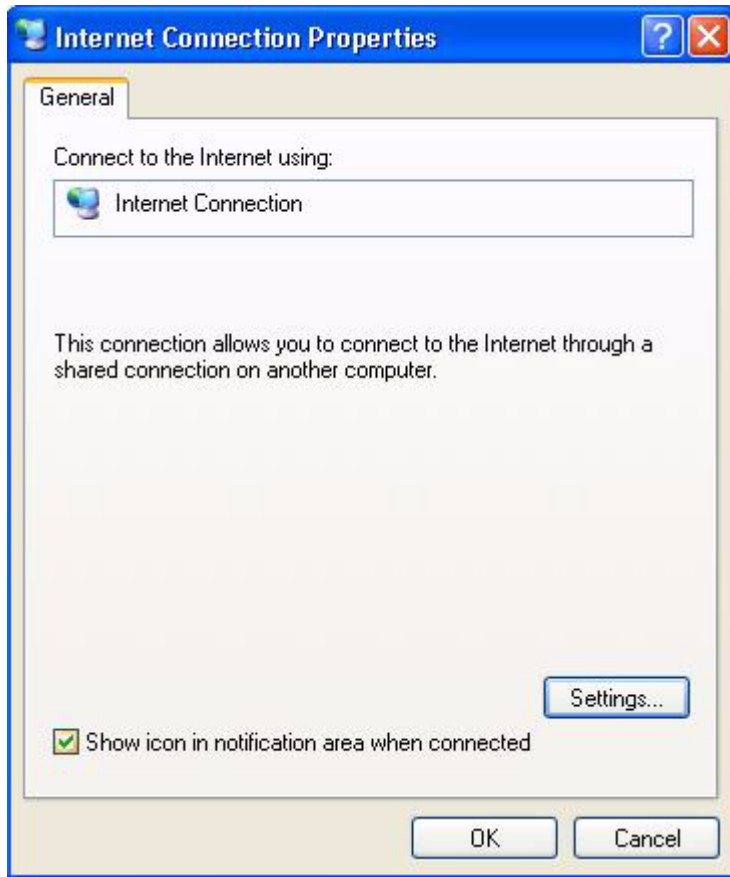 Internet Connection Properties
General
Connect to the Internet using:
Internet Connection
This connection allows you to connect to the Internet through a
shared connection on another computer.
Settings...
Show icon in notification area when connected
OK Cancel